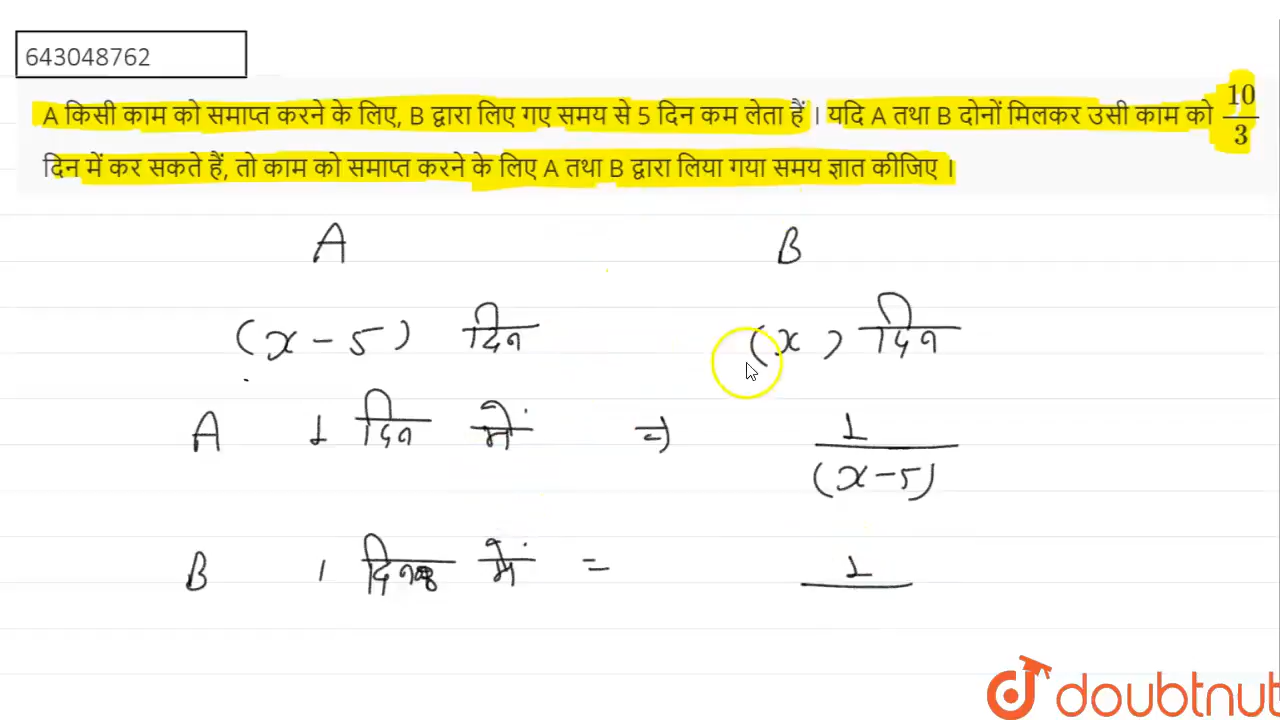 643048762
A किसी काम को समाप्त करने के लिए, B द्वारा लिए गए समय से 5 दिन कम लेता हैं । यदि A तथा B दोनों मिलकर उसी काम को 10/3
दिन में कर सकते हैं, तो काम को समाप्त करने के लिए A तथा B द्वारा लिया गया समय ज्ञात कीजिए ।
A B
(x - 5) दिन (x) दिन
A 1 दिन में => 1/(x-5)
B 1 दिन में = 1
doubtnut